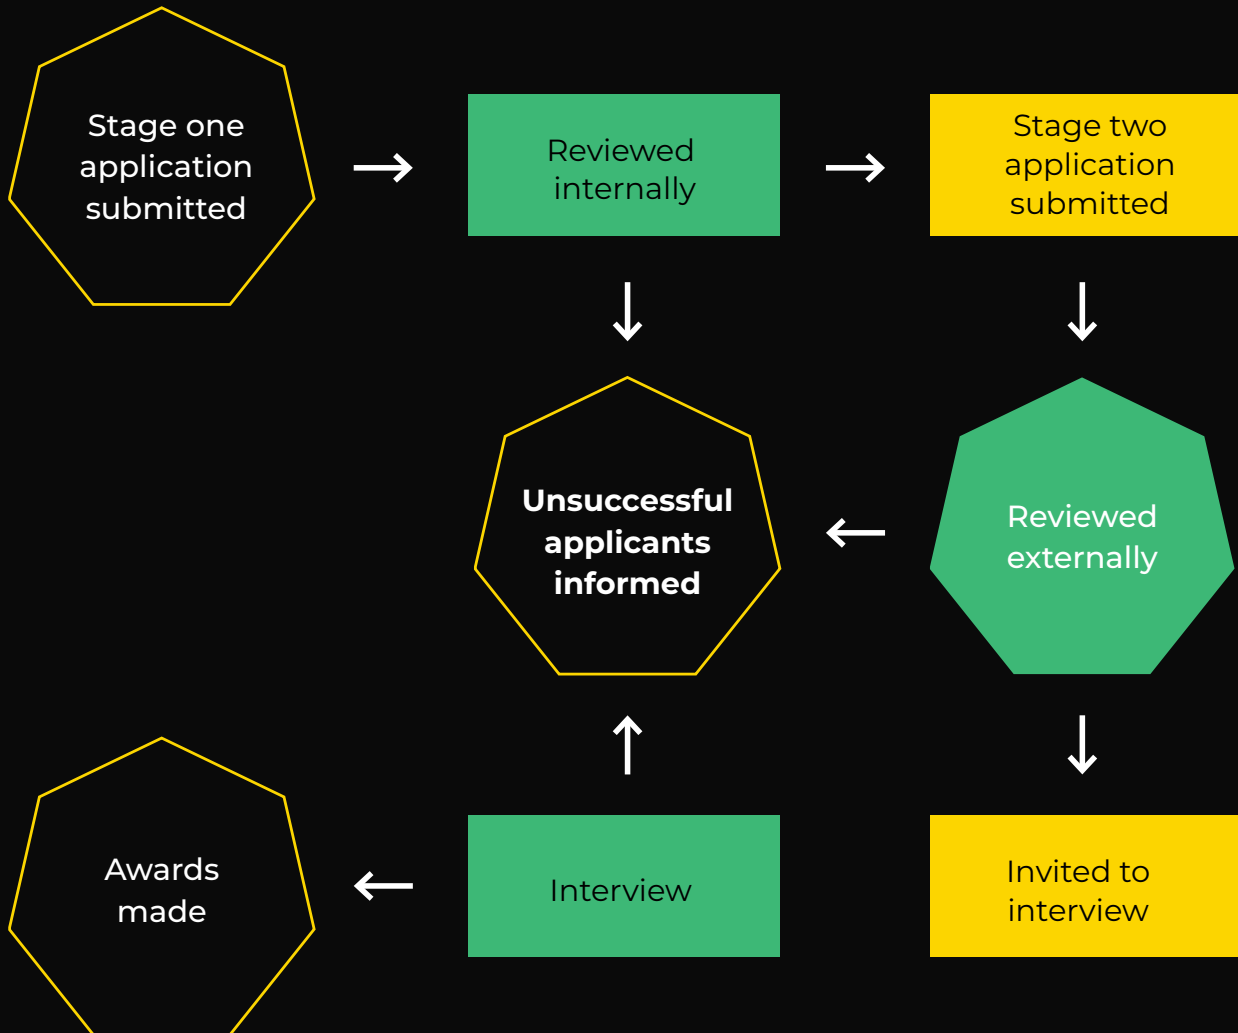 Stage one
application
submitted
Reviewed
internally
Stage two
application
submitted
Unsuccessful
applicants
informed
Reviewed
externally
Awards
made
Interview
Invited to
interview